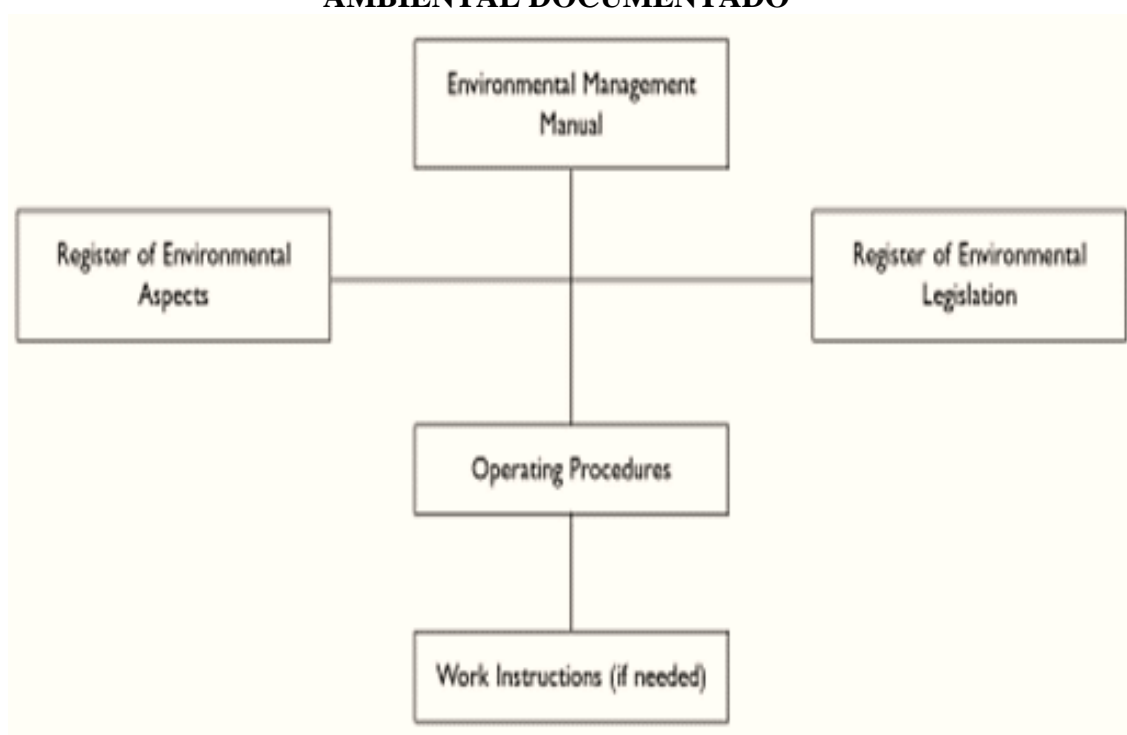 AMBIENTAL DOCUMENTADO
Environmental Management
Manual
Register of Environmental
Aspects
Register of Environmental
Legislation
Operating Procedures
Work Instructions (if needed)